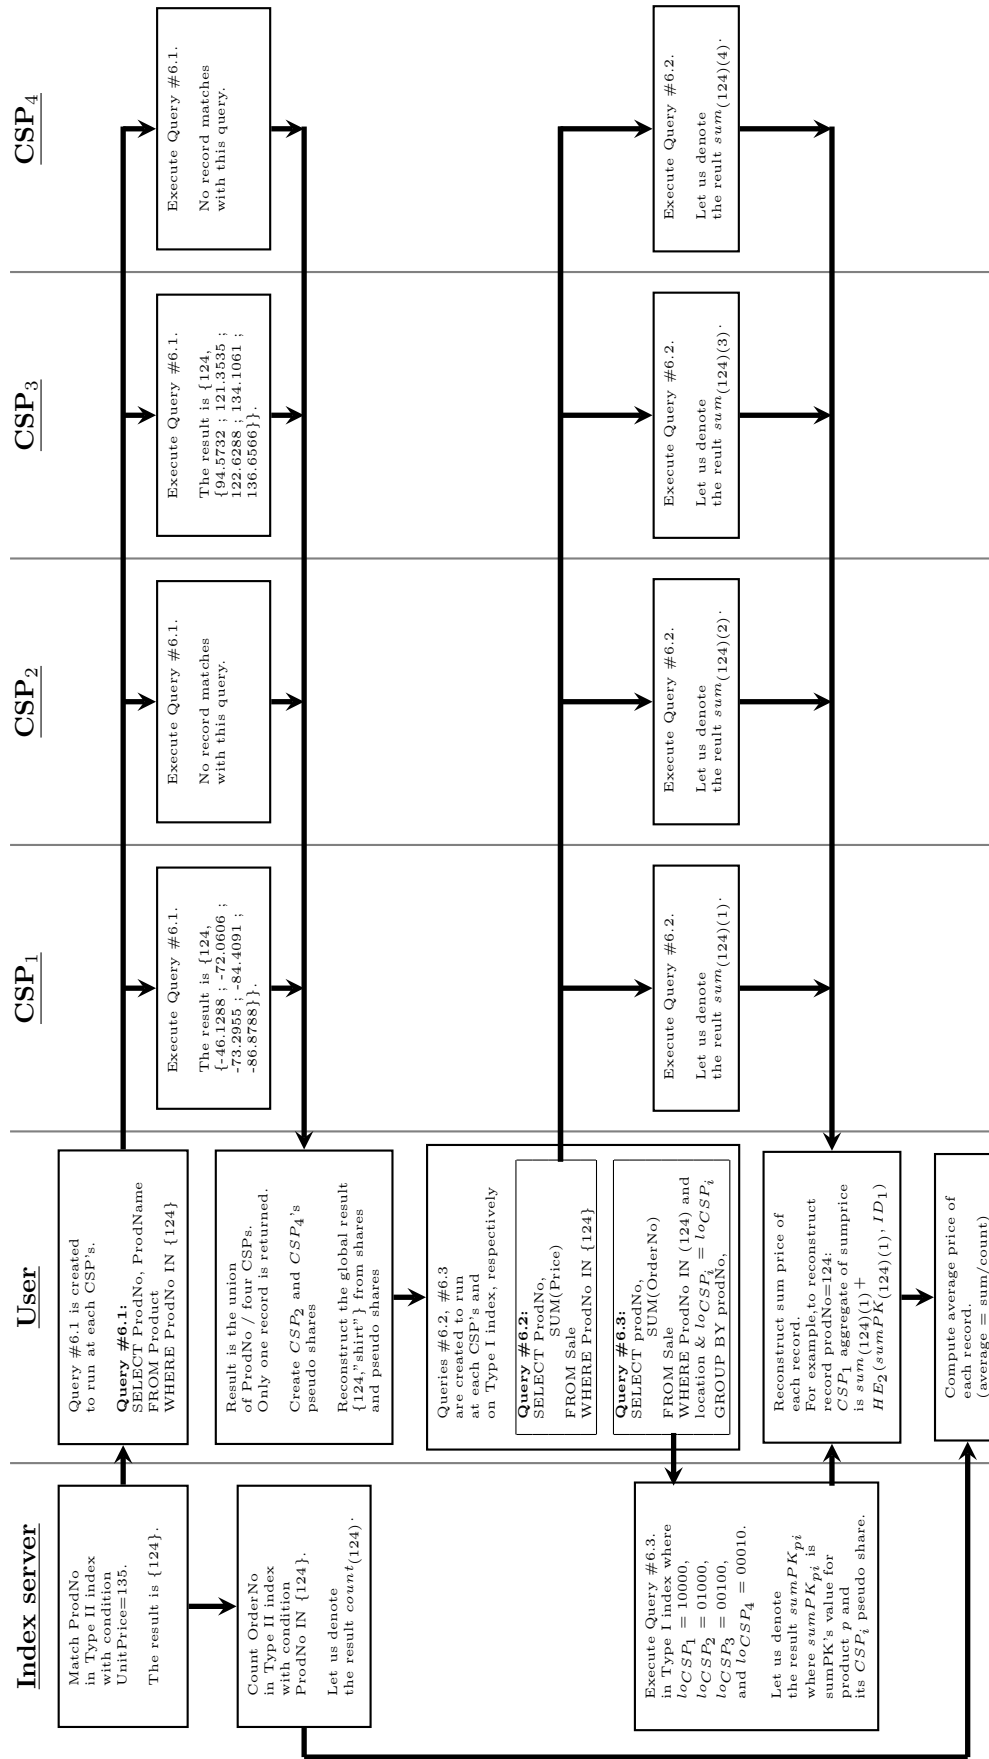 Index server
User
CSP1
CSP2
CSP3
CSP4
Match ProdNo
in Type II index
with condition
UnitPrice=135.
The result is {124}.
Count OrderNo
in Type II index
with condition
ProdNo IN {124}.
Let us denote
the result count(124).
Execute Query #6.3.
in Type I index where
loCSP1 = 10000,
loCSP2 = 01000,
loCSP3 = 00100,
and loCSP4 = 00010.
Let us denote
the result sumPKpi
where sumPKpi is
sumPK's value for
product p and
its CSPi pseudo share.
Query #6.1 is created
to run at each CSP's.
Query #6.1:
SELECT ProdNo, ProdName
FROM Product
WHERE ProdNo IN {124}
Result is the union
of ProdNo / four CSPs.
Only one record is returned.
Create CSP2 and CSP4's
pseudo shares
Reconstruct the global result
{124,"shirt"} from shares
and pseudo shares
Queries #6.2, #6.3
are created to run
at each CSP's and
on Type I index, respectively
Query #6.2:
SELECT ProdNo,
SUM(Price)
FROM Sale
WHERE ProdNo IN {124}
Query #6.3:
SELECT prodNo,
SUM(OrderNo)
FROM Sale
WHERE ProdNo IN (124) and
location & loCSPi = loCSPi
GROUP BY prodNo,
Reconstruct sum price of
each record.
For example,to reconstruct
record prodNo=124:
CSP1 aggregate of sumprice
is sum(124)(1) +
HE2(sumPK(124)(1), ID1)
Compute average price of
each record.
(average = sum/count)
Execute Query #6.1.
The result is {124,
{-46.1288 ; -72.0606 ;
-73.2955 ; -84.4091 ;
-86.8788}}.
Execute Query #6.2.
Let us denote
the reult sum(124)(1).
Execute Query #6.1.
No record matches
with this query.
Execute Query #6.2.
Let us denote
the reult sum(124)(2).
Execute Query #6.1.
The result is {124,
{94.5732 ; 121.3535 ;
122.6288 ; 134.1061 ;
136.6566}}.
Execute Query #6.2.
Let us denote
the reult sum(124)(3).
Execute Query #6.1.
No record matches
with this query.
Execute Query #6.2.
Let us denote
the reult sum(124)(4).